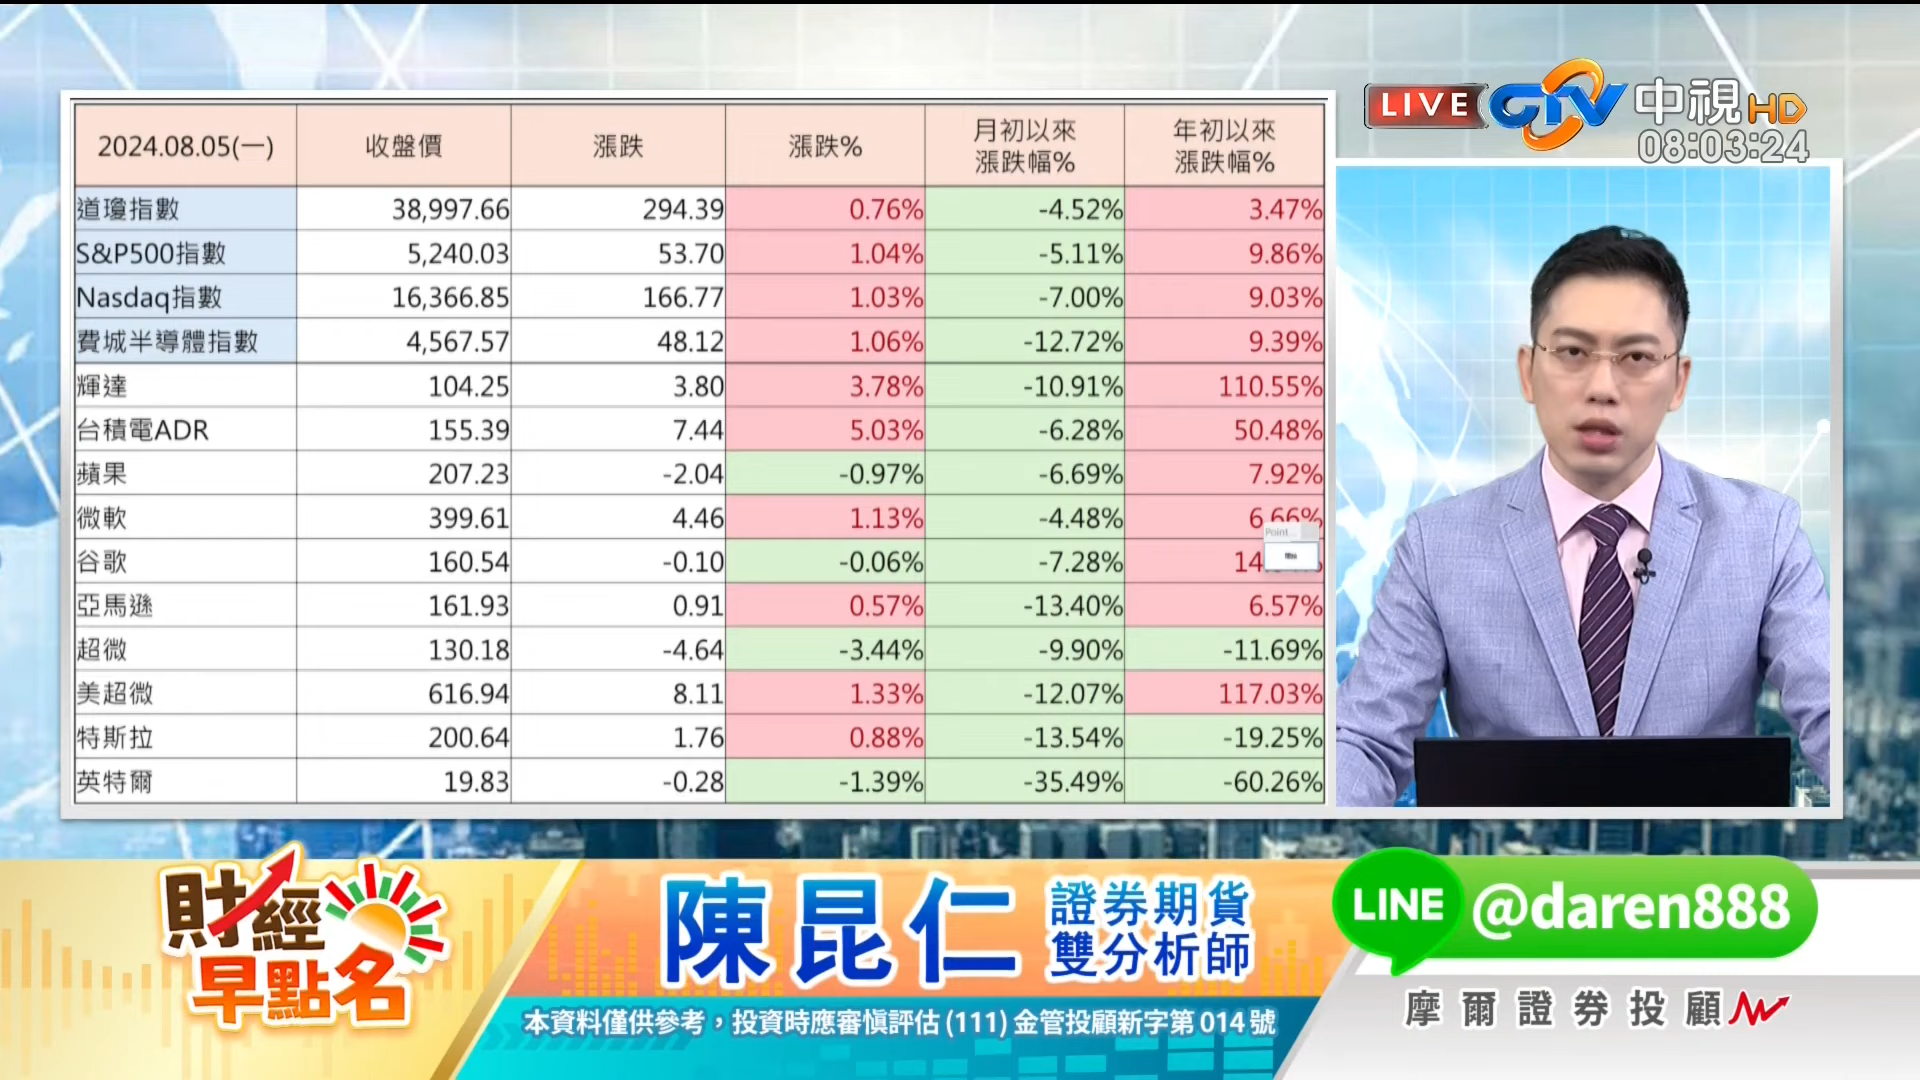 LIVE CTV 中視 HD
08:03:24
2024.08.05(一) 收盤價 漲跌 漲跌% 月初以來漲跌幅% 年初以來漲跌幅%
道瓊指數 38,997.66 294.39 0.76% -4.52% 3.47%
S&P500指數 5,240.03 53.70 1.04% -5.11% 9.86%
Nasdaq指數 16,366.85 166.77 1.03% -7.00% 9.03%
費城半導體指數 4,567.57 48.12 1.06% -12.72% 9.39%
輝達 104.25 3.80 3.78% -10.91% 110.55%
台積電ADR 155.39 7.44 5.03% -6.28% 50.48%
蘋果 207.23 -2.04 -0.97% -6.69% 7.92%
微軟 399.61 4.46 1.13% -4.48% 6.66%
Point
開始
谷歌 160.54 -0.10 -0.06% -7.28%
亞馬遜 161.93 0.91 0.57% -13.40% 6.57%
超微 130.18 -4.64 -3.44% -9.90% -11.69%
美超微 616.94 8.11 1.33% -12.07% 117.03%
特斯拉 200.64 1.76 0.88% -13.54% -19.25%
英特爾 19.83 -0.28 -1.39% -35.49% -60.26%
財經
早點名
陳昆仁
證券期貨
雙分析師
本資料僅供參考，投資時應審慎評估 (111) 金管投顧新字第 014 號
LINE @daren888
摩爾證券投顧